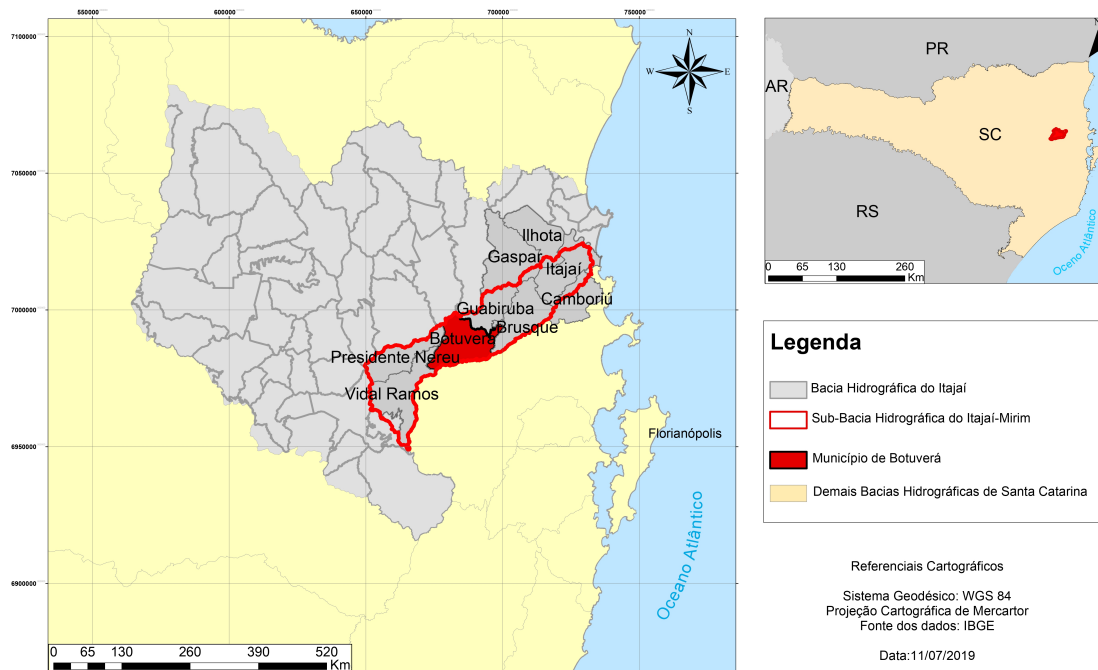 550000
600000
650000
700000
750000
7100000
7050000
7000000
6950000
6900000
N
W
E
S
Ilhota
Gaspar
Itajaí
Camboriú
Guabiruba
Brusque
Botuverá
Presidente Nereu
Vidal Ramos
Florianópolis
Oceano Atlântico
0 65 130 260 390 520
Km
N
PR
AR
SC
RS
Oceno Atlântico
0 65 130 260
Km
Legenda
Bacia Hidrográfica do Itajaí
Sub-Bacia Hidrográfica do Itajaí-Mirim
Município de Botuverá
Demais Bacias Hidrográficas de Santa Catarina
Referenciais Cartográficos
Sistema Geodésico: WGS 84
Projeção Cartográfica de Mercartor
Fonte dos dados: IBGE
Data:11/07/2019